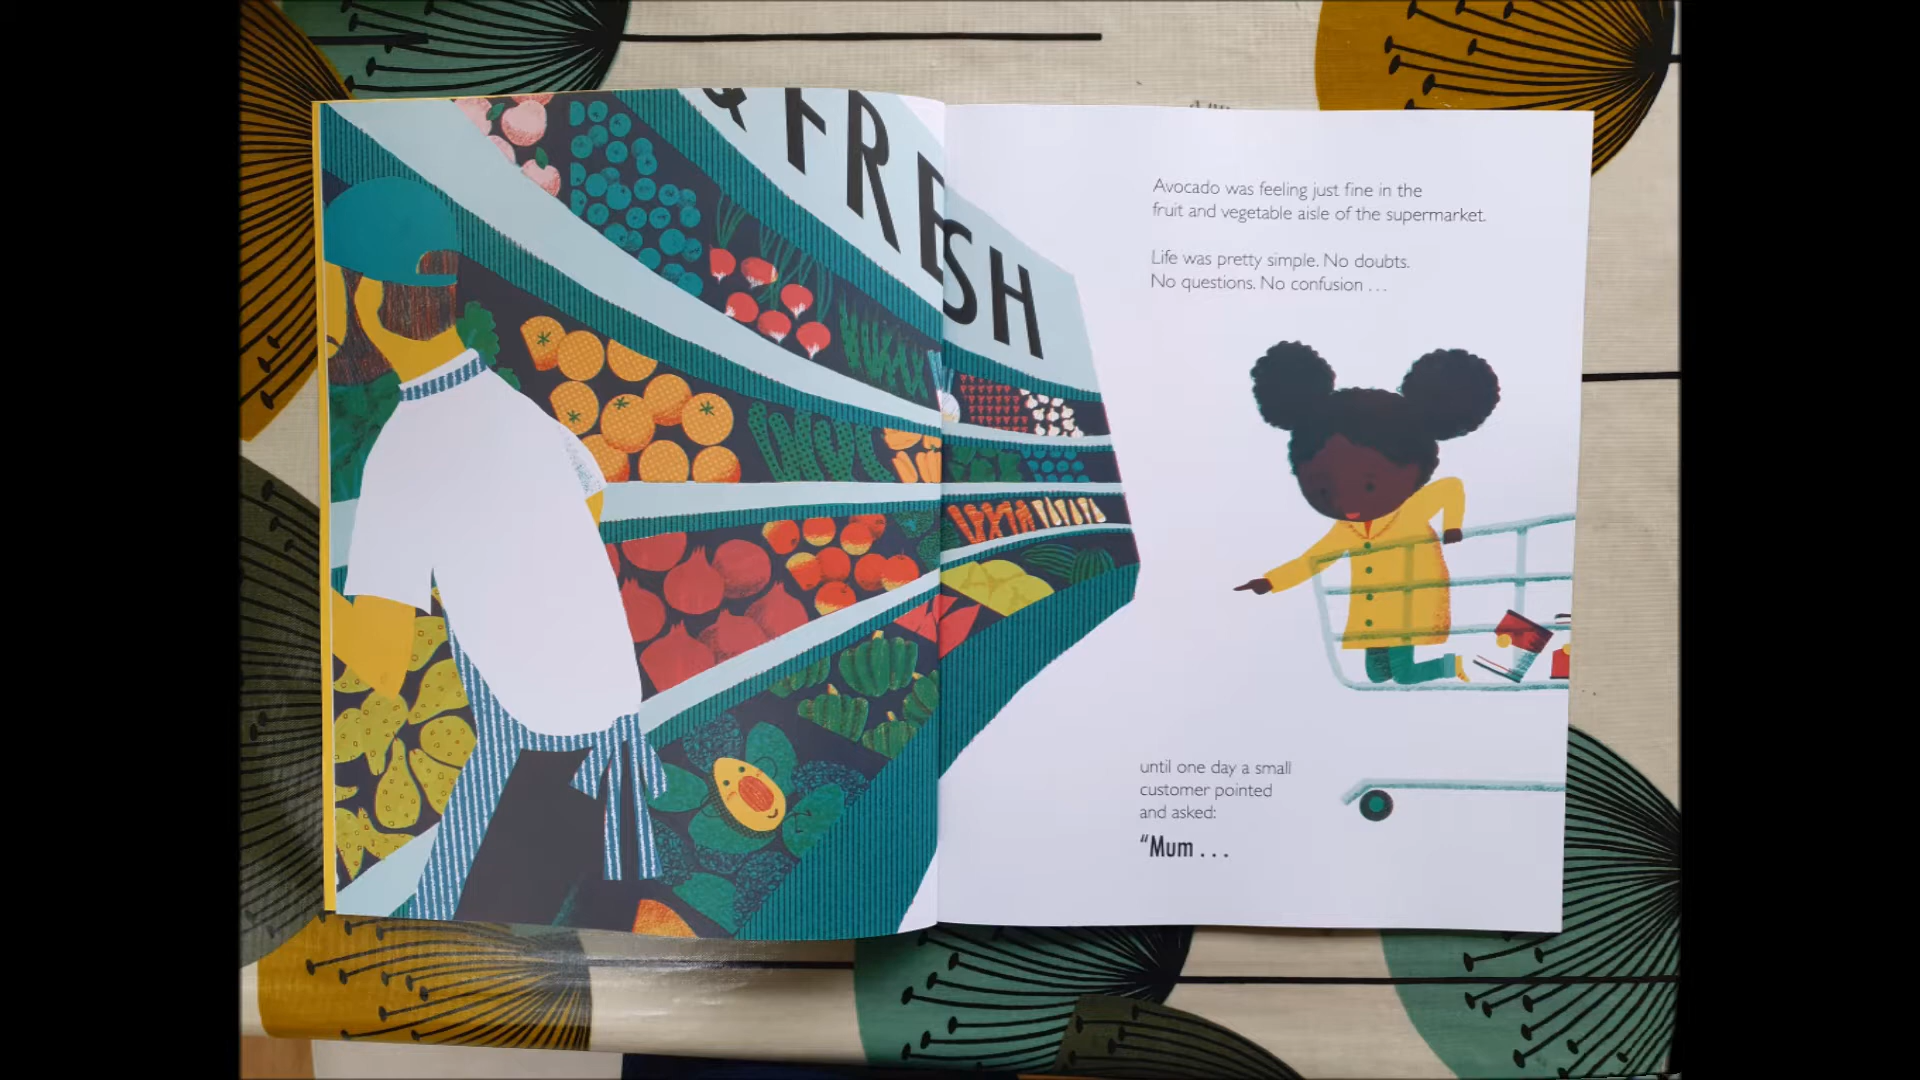 & FRESH
Avocado was feeling just fine in the
fruit and vegetable aisle of the supermarket.
Life was pretty simple. No doubts.
No questions. No confusion ...
until one day a small
customer pointed
and asked:
“Mum ...